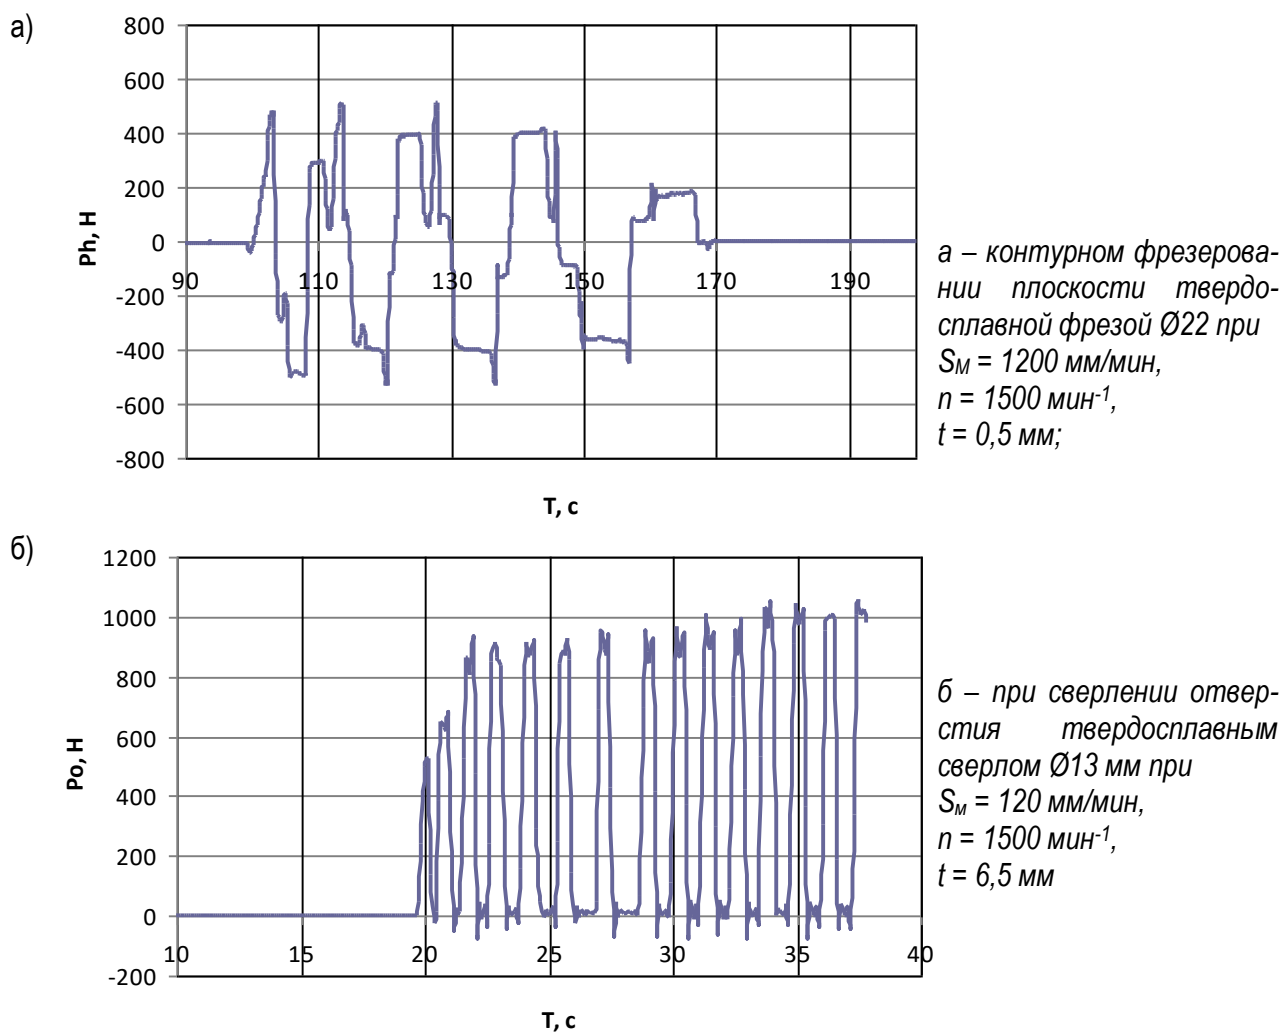 а)
800
600
400
200
0
-200
-400
-600
-800
90
110
130
150
170
190
Ph, Н
Т, с
а – контурном фрезерова-
нии плоскости твердо-
сплавной фрезой Ø22 при
SМ = 1200 мм/мин,
n = 1500 мин-1,
t = 0,5 мм;
б)
1200
1000
800
600
400
200
0
-200
10
15
20
25
30
35
40
Po, Н
Т, с
б – при сверлении отвер-
стия твердосплавным
сверлом Ø13 мм при
Sм = 120 мм/мин,
n = 1500 мин-1,
t = 6,5 мм